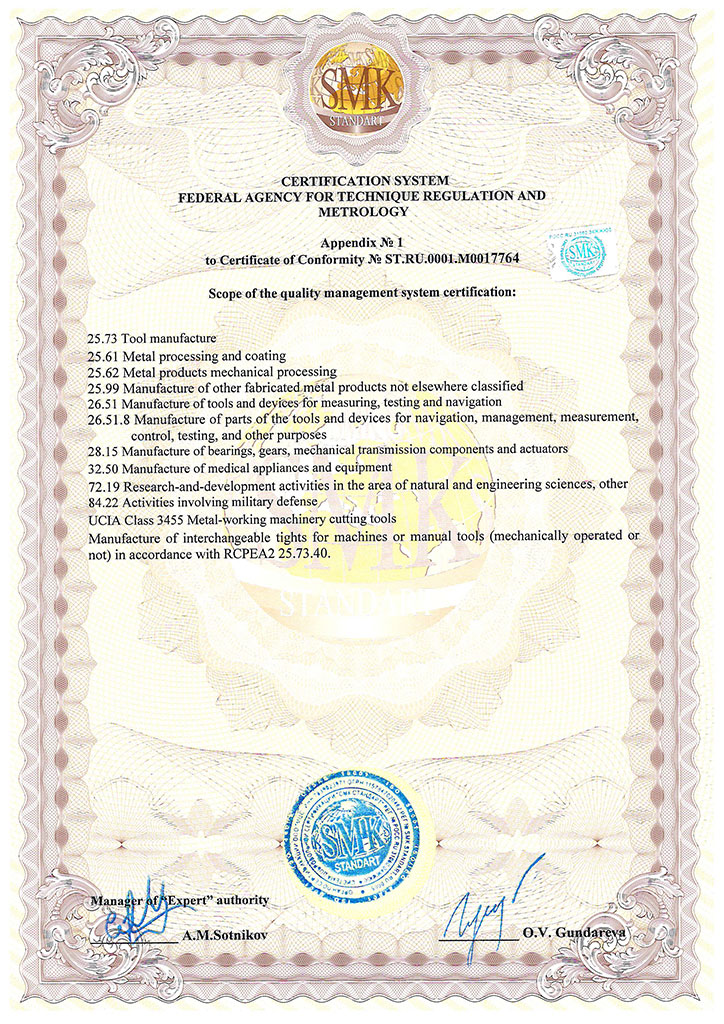 SMK
STANDART
CERTIFICATION SYSTEM
FEDERAL AGENCY FOR TECHNIQUE REGULATION AND
METROLOGY
Appendix № 1
to Certificate of Conformity № ST.RU.0001.M0017764
SMK
STANDART
Scope of the quality management system certification:
25.73 Tool manufacture
25.61 Metal processing and coating
25.62 Metal products mechanical processing
25.99 Manufacture of other fabricated metal products not elsewhere classified
26.51 Manufacture of tools and devices for measuring, testing and navigation
26.51.8 Manufacture of parts of the tools and devices for navigation, management, measurement,
control, testing, and other purposes
28.15 Manufacture of bearings, gears, mechanical transmission components and actuators
32.50 Manufacture of medical appliances and equipment
72.19 Research-and-development activities in the area of natural and engineering sciences, other
84.22 Activities involving military defense
UCIA Class 3455 Metal-working machinery cutting tools
Manufacture of interchangeable tights for machines or manual tools (mechanically operated or
not) in accordance with RCPEA2 25.73.40.
SMK
STANDART
SMK
STANDART
Manager of “Expert” authority
A.M.Sotnikov
O.V. Gundareva